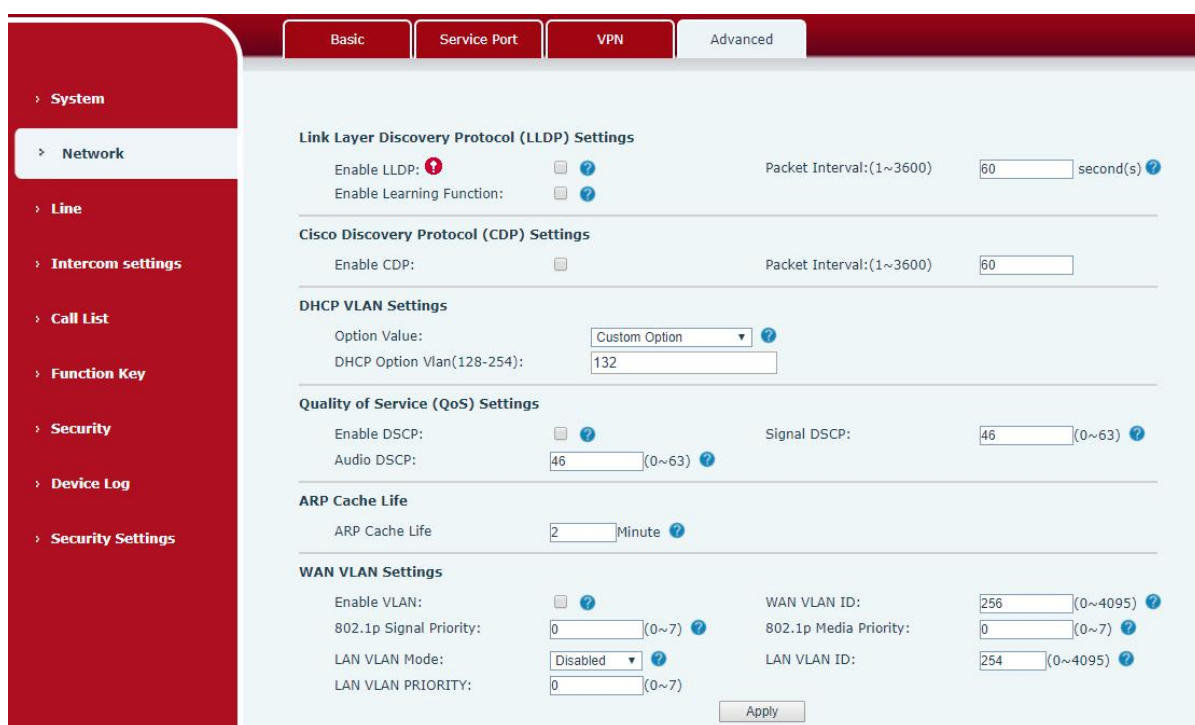 Basic Service Port VPN Advanced
System
Network
Line
Intercom settings
Call List
Function Key
Security
Device Log
Security Settings
Link Layer Discovery Protocol (LLDP) Settings
Enable LLDP: Packet Interval:(1~3600) 60 second(s)
Enable Learning Function:
Cisco Discovery Protocol (CDP) Settings
Enable CDP: Packet Interval:(1~3600) 60
DHCP VLAN Settings
Option Value: Custom Option
DHCP Option Vlan(128-254): 132
Quality of Service (QoS) Settings
Enable DSCP: Signal DSCP: 46 (0~63)
Audio DSCP: 46 (0~63)
ARP Cache Life
ARP Cache Life 2 Minute
WAN VLAN Settings
Enable VLAN: WAN VLAN ID: 256 (0~4095)
802.1p Signal Priority: 0 (0~7) 802.1p Media Priority: 0 (0~7)
LAN VLAN Mode: Disabled LAN VLAN ID: 254 (0~4095)
LAN VLAN PRIORITY: 0 (0~7)
Apply